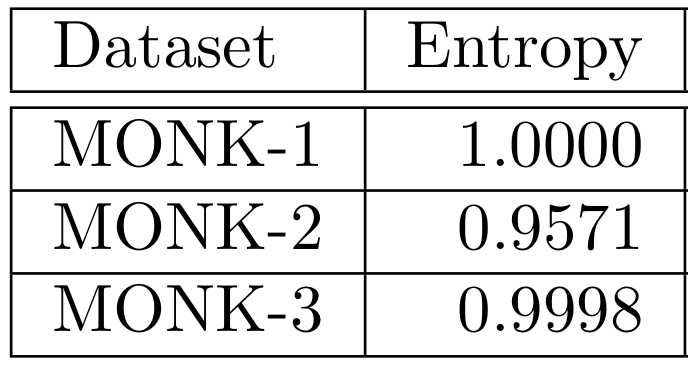 Dataset Entropy
MONK-1 1.0000
MONK-2 0.9571
MONK-3 0.9998